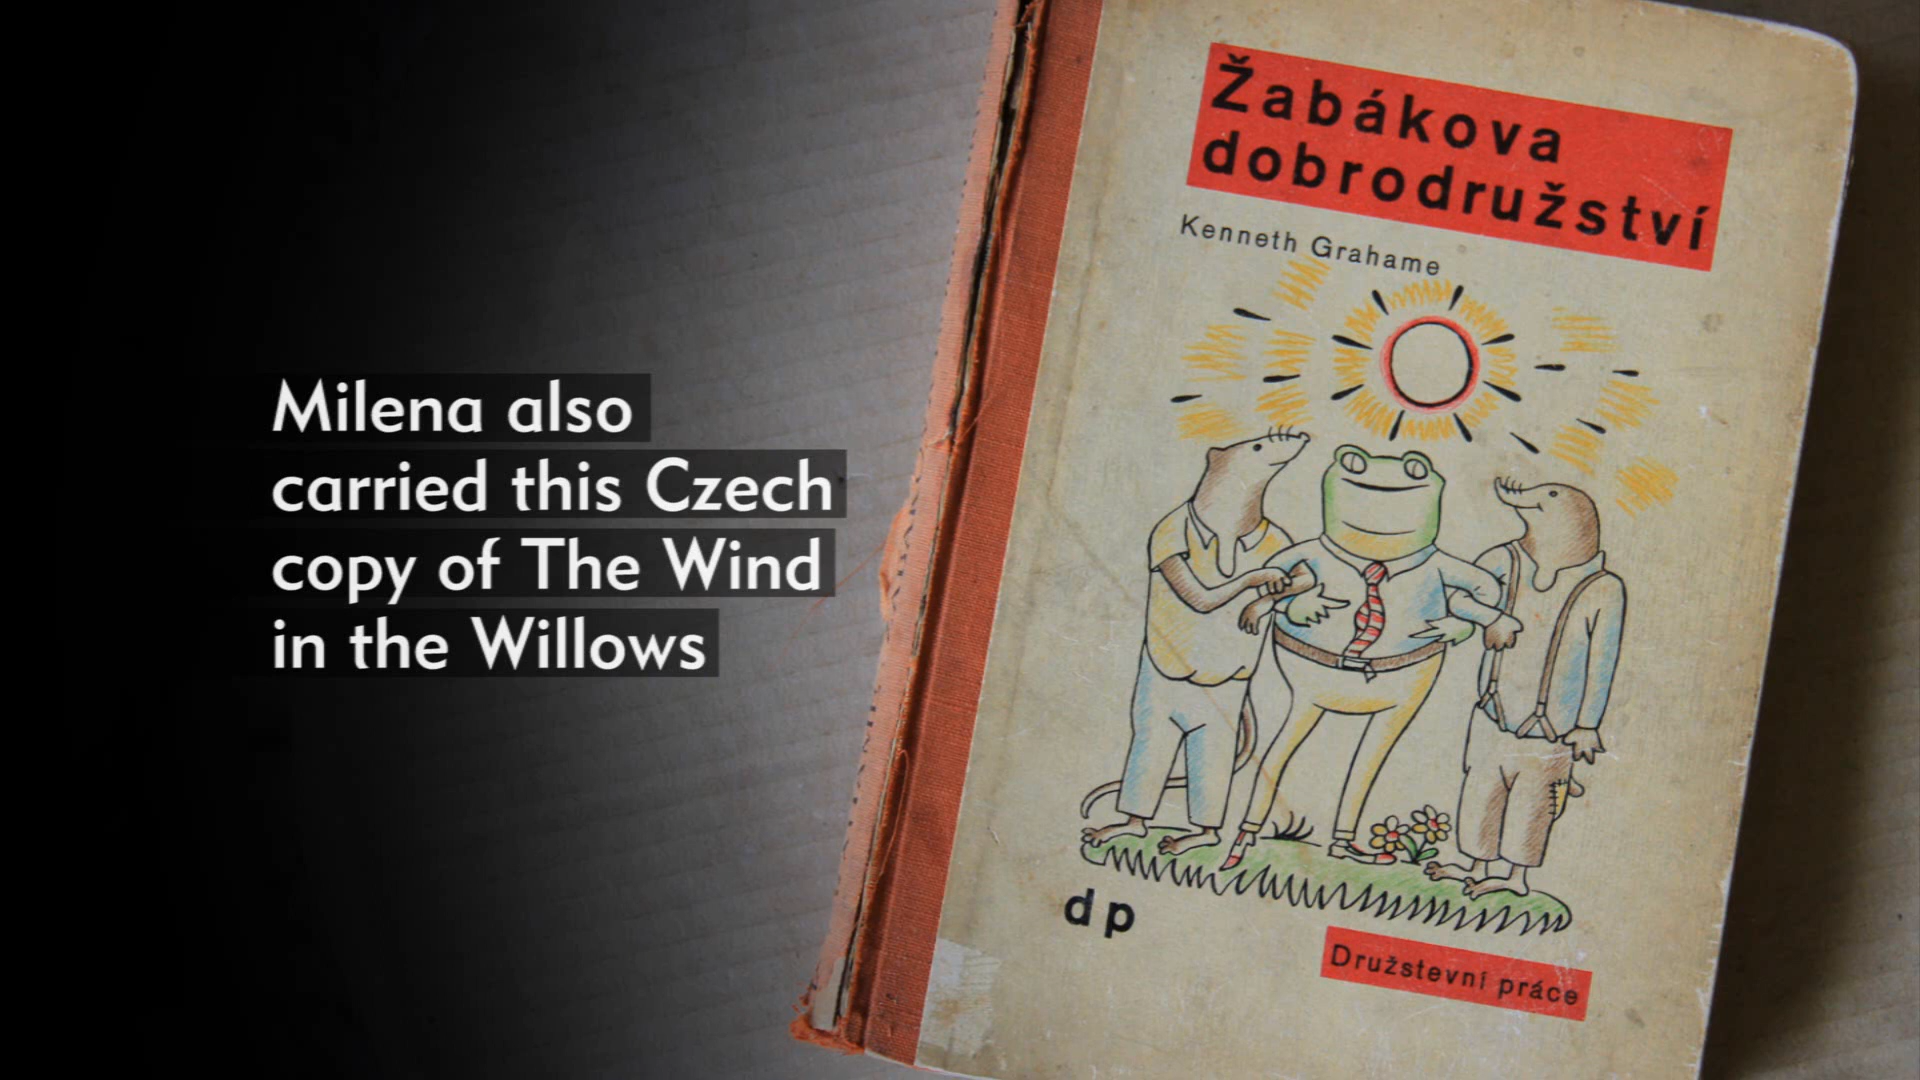 Milena also
carried this Czech
copy of The Wind
in the Willows
Žabákova
dobrodružství
Kenneth Grahame
dp
Družstevní práce